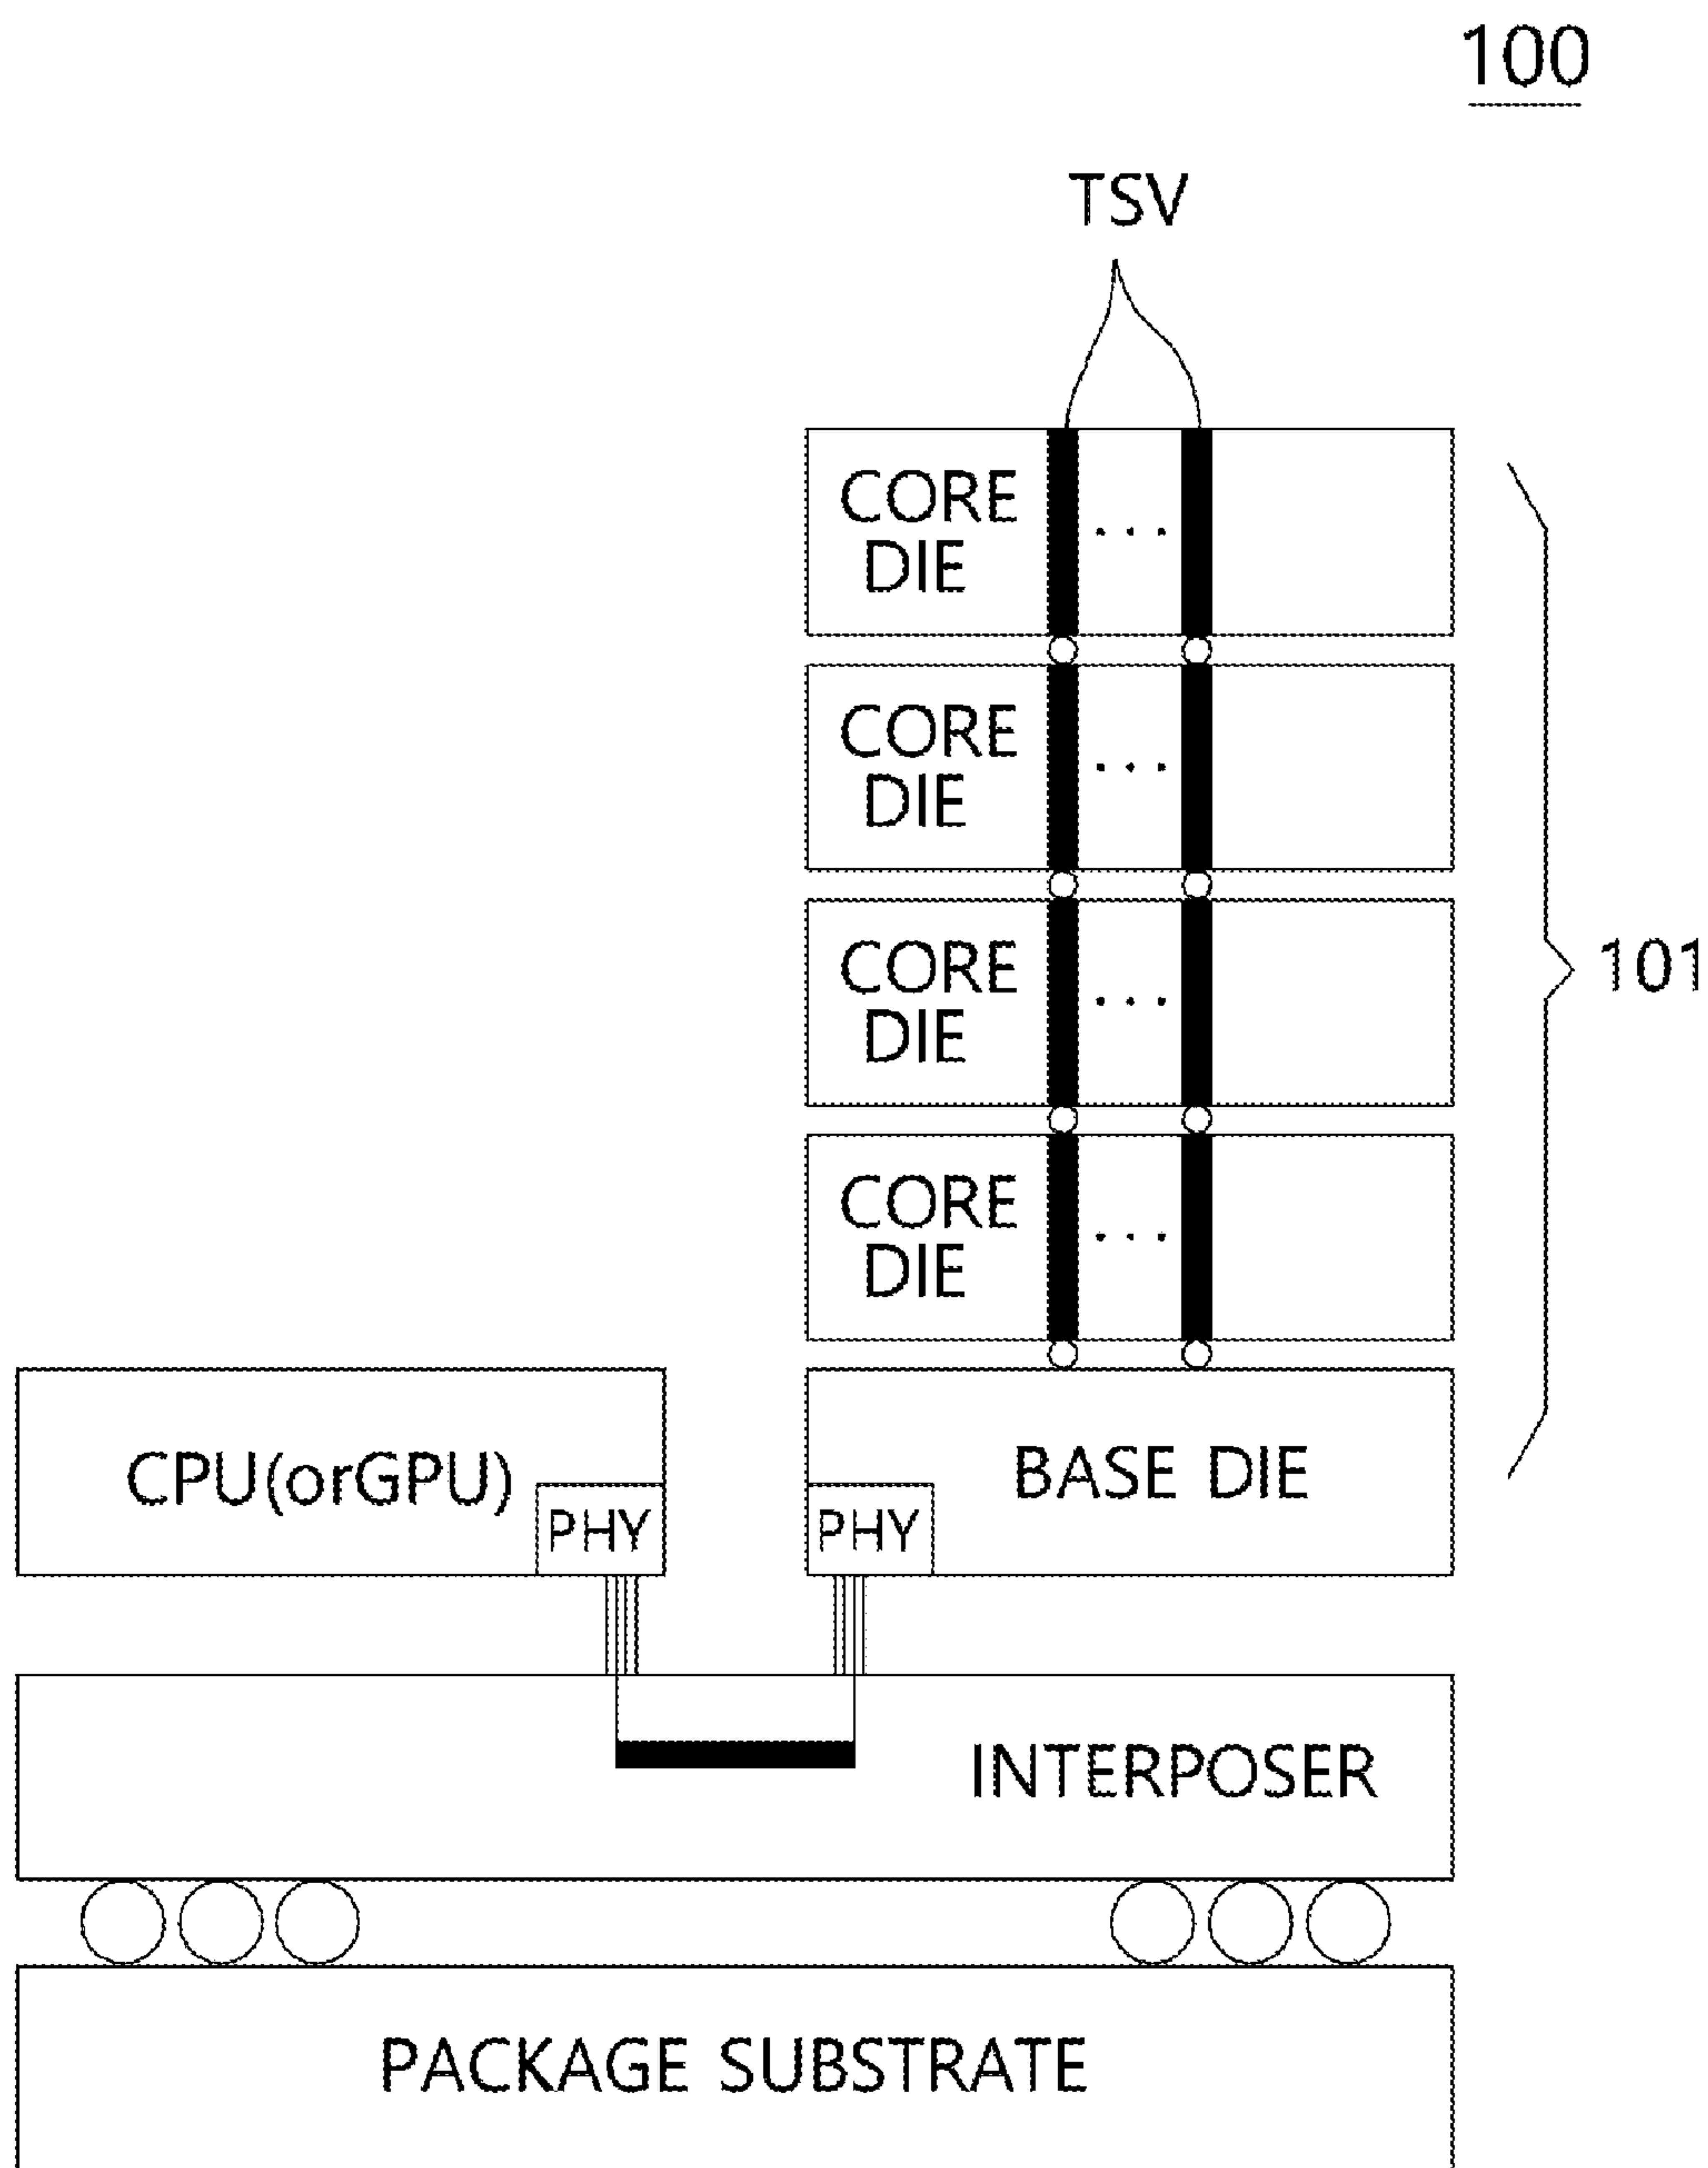 100
TSV
CORE
DIE
...
CORE
DIE
...
CORE
DIE
...
CORE
DIE
...
101
CPU(orGPU)
PHY
PHY
BASE DIE
INTERPOSER
PACKAGE SUBSTRATE